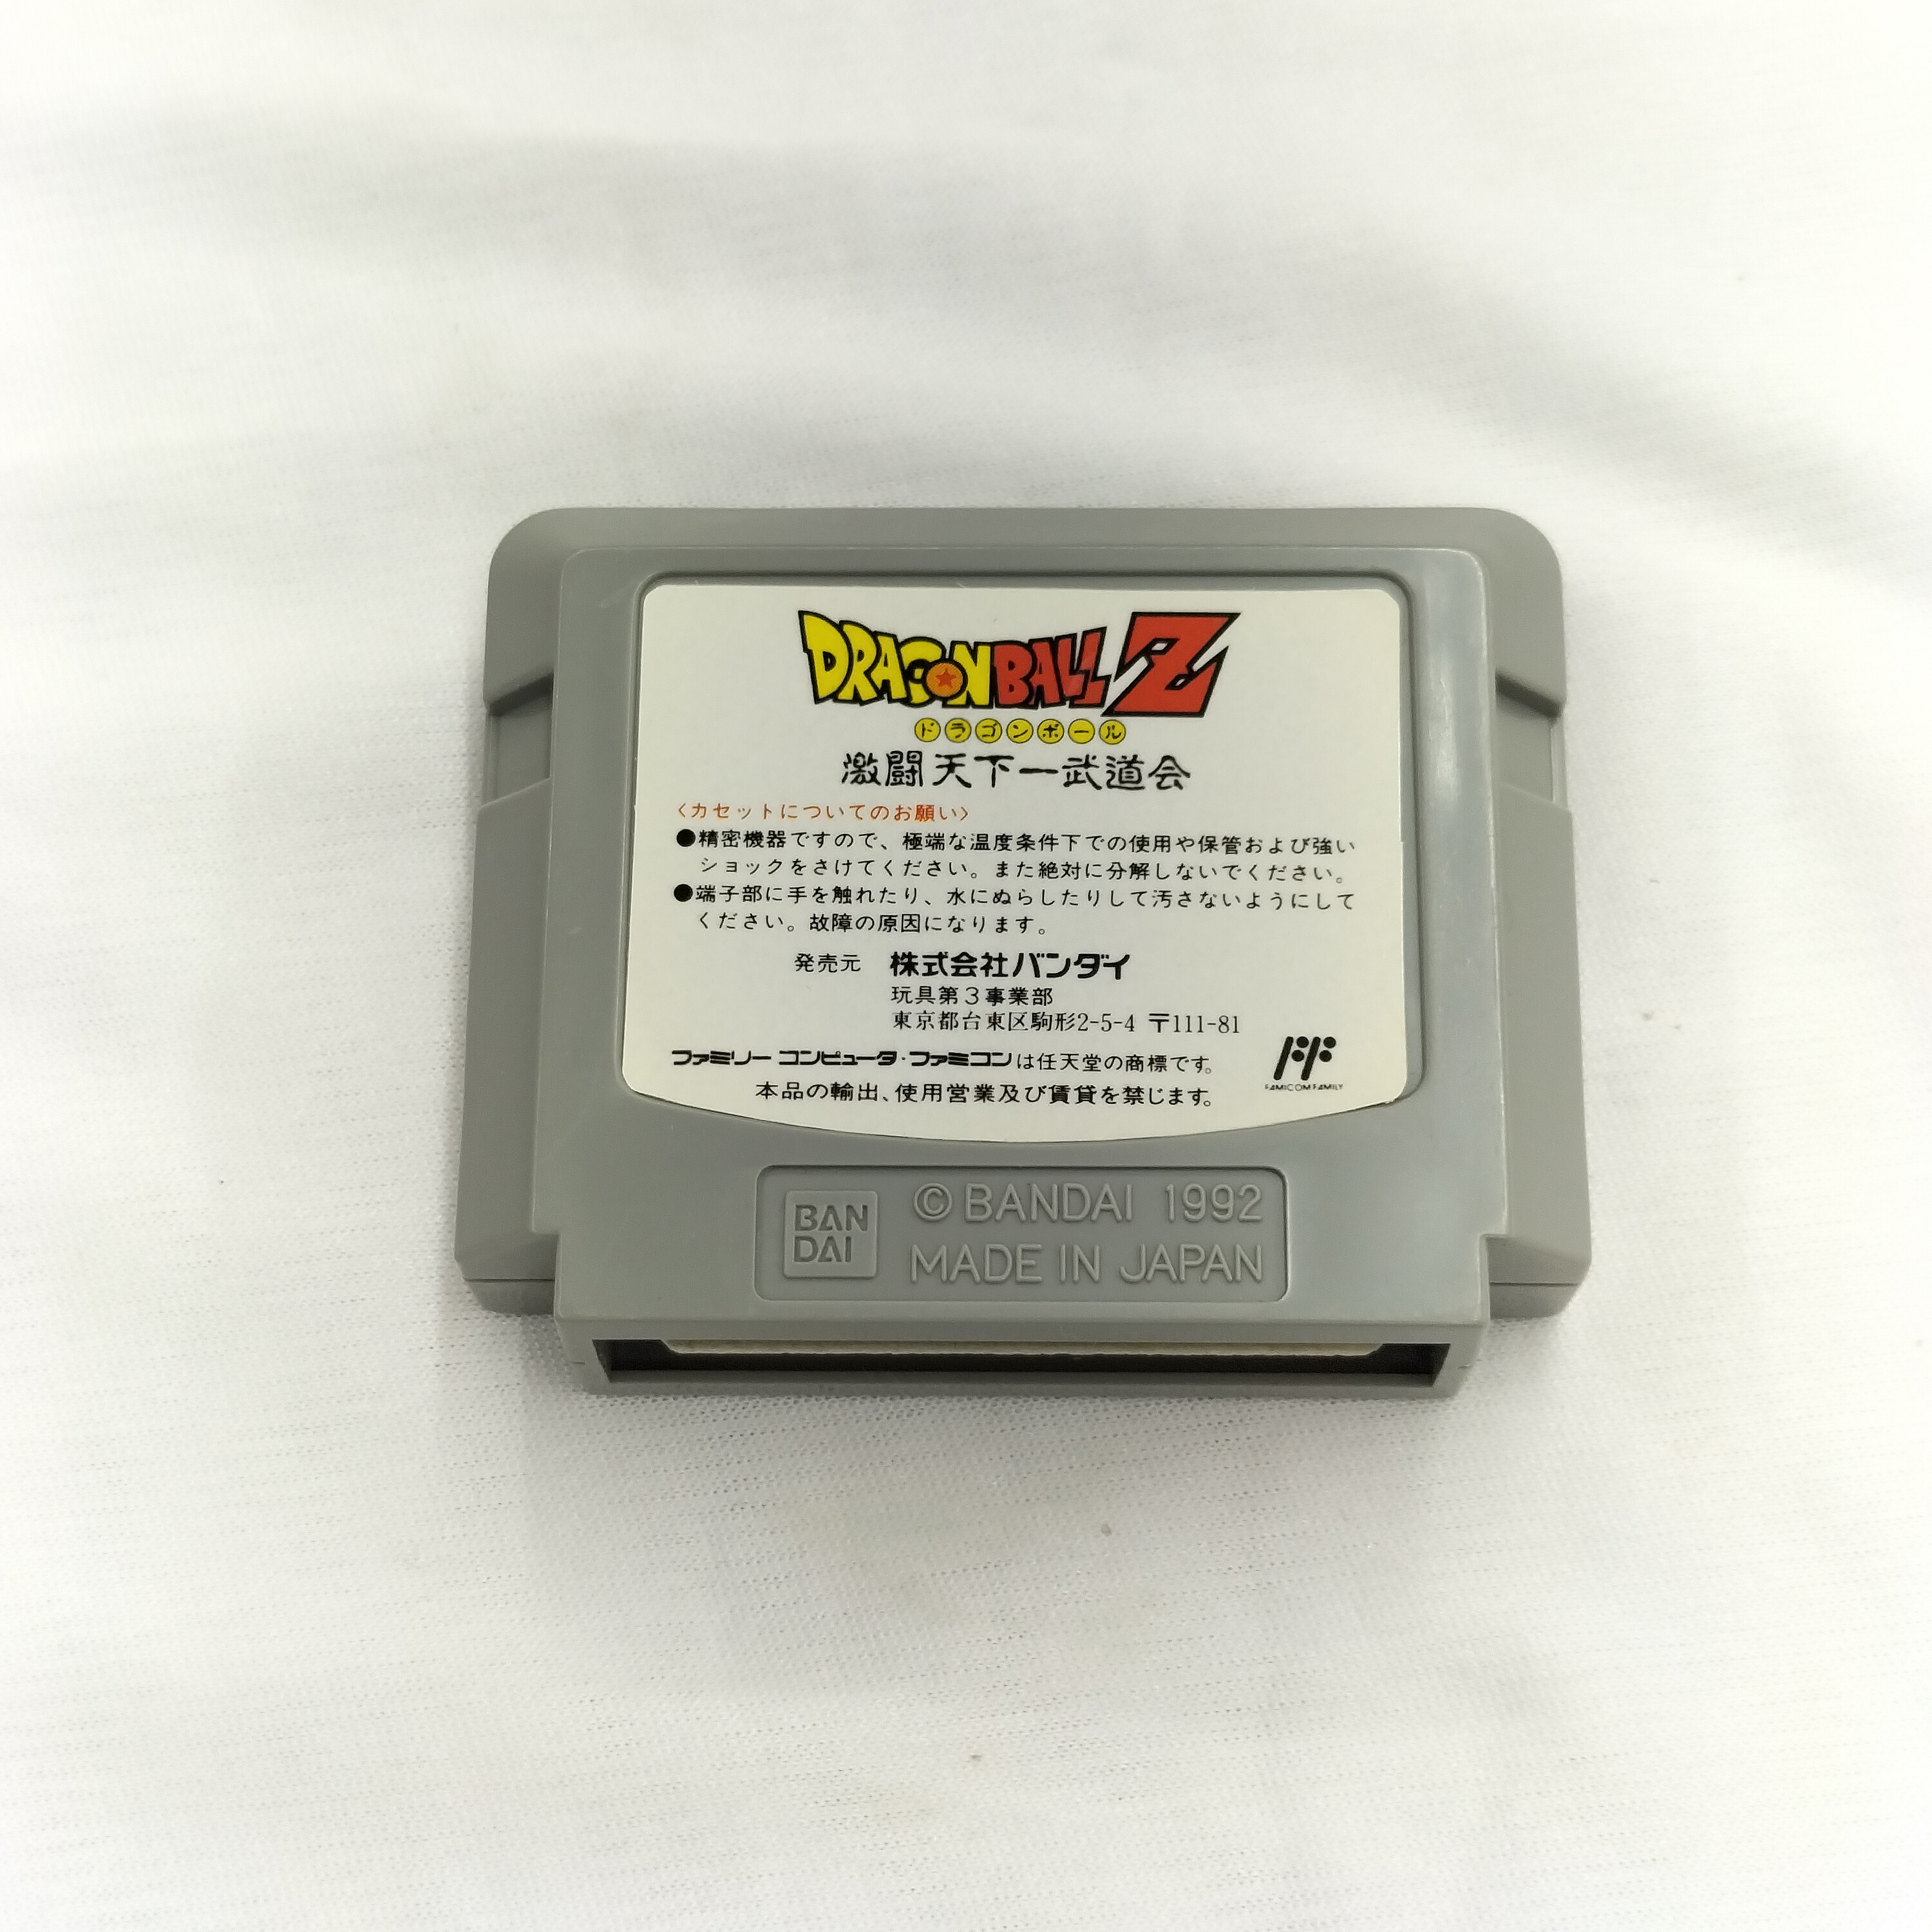 DRAGONBALL Z
ドラゴンボール
激闘天下一武道会
〈カセットについてのお願い〉
●精密機器ですので、極端な温度条件下での使用や保管および強い
ショックをさけてください。また絶対に分解しないでください。
●端子部に手を触れたり、水にぬらしたりして汚さないようにして
ください。故障の原因になります。
発売元 株式会社バンダイ
玩具第3事業部
東京都台東区駒形2-5-4 〒111-81
ファミリーコンピュータ・ファミコンは任天堂の商標です。
FF
FAMICOM FAMILY
本品の輸出、使用営業及び賃貸を禁じます。
BAN
DAI
© BANDAI 1992
MADE IN JAPAN